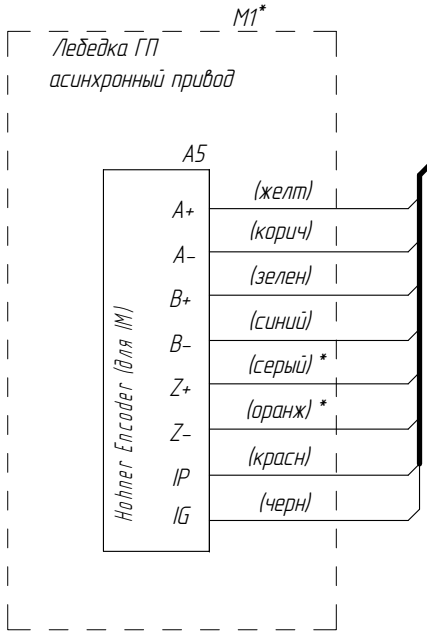 M1*
Лебедка ГП
асинхронный привод
A5
Hohner Encoder (для IM)
A+ (желт)
A- (корич)
B+ (зелен)
B- (синий)
Z+ (серый) *
Z- (оранж) *
IP (красн)
IG (черн)